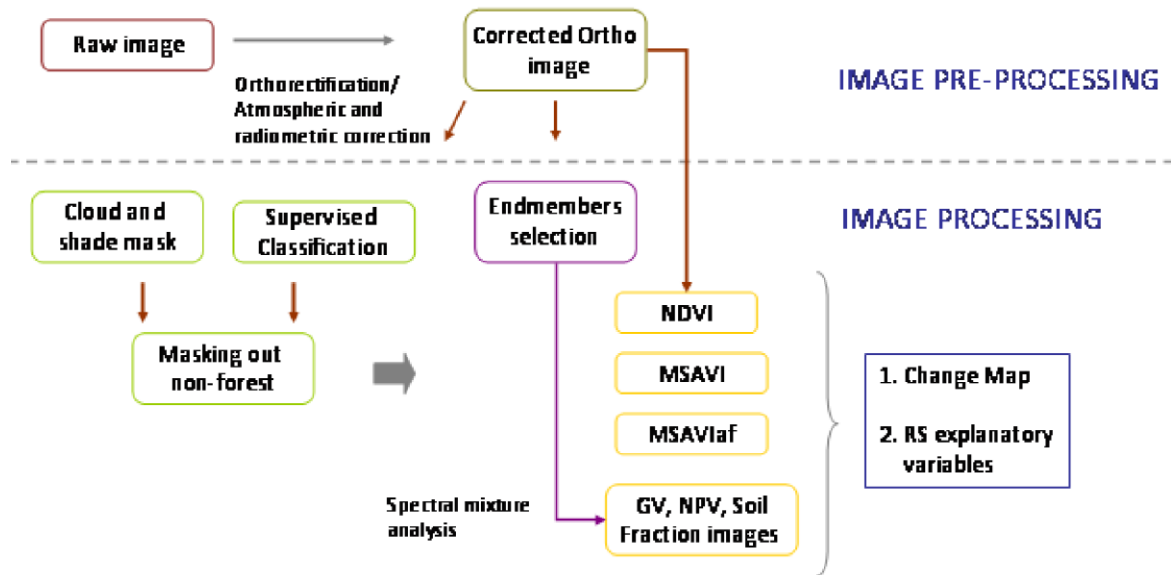 Raw image
Corrected Ortho
image
Orthorectification/
Atmospheric and
radiometric correction
IMAGE PRE-PROCESSING
Cloud and
shade mask
Supervised
Classification
Endmembers
selection
IMAGE PROCESSING
NDVI
Masking out
non-forest
MSAVI
MSAVIaf
1. Change Map
2. RS explanatory
variables
Spectral mixture
analysis
GV, NPV, Soil
Fraction images